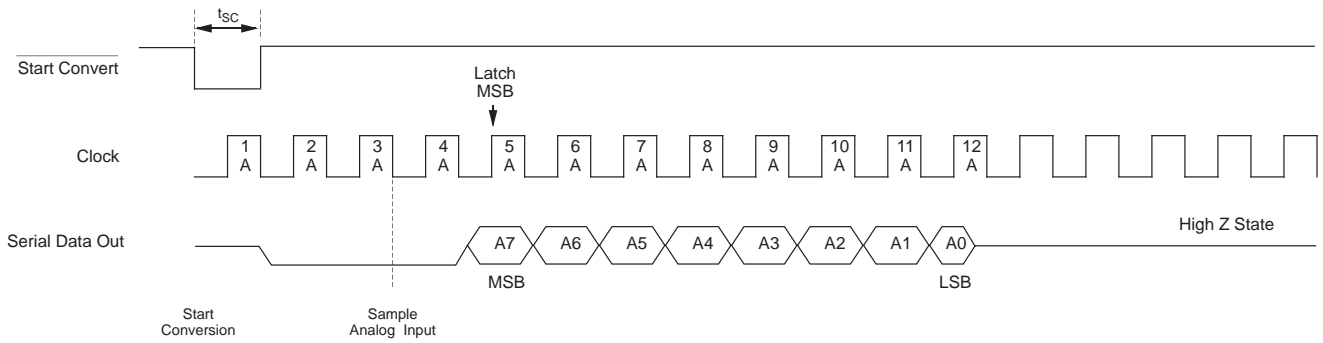 tSC
Start Convert
Latch
MSB
Clock
1 2 3 4 5 6 7 8 9 10 11 12
A A A A A A A A A A A A
High Z State
Serial Data Out
A7 A6 A5 A4 A3 A2 A1 A0
MSB LSB
Start
Conversion
Sample
Analog Input